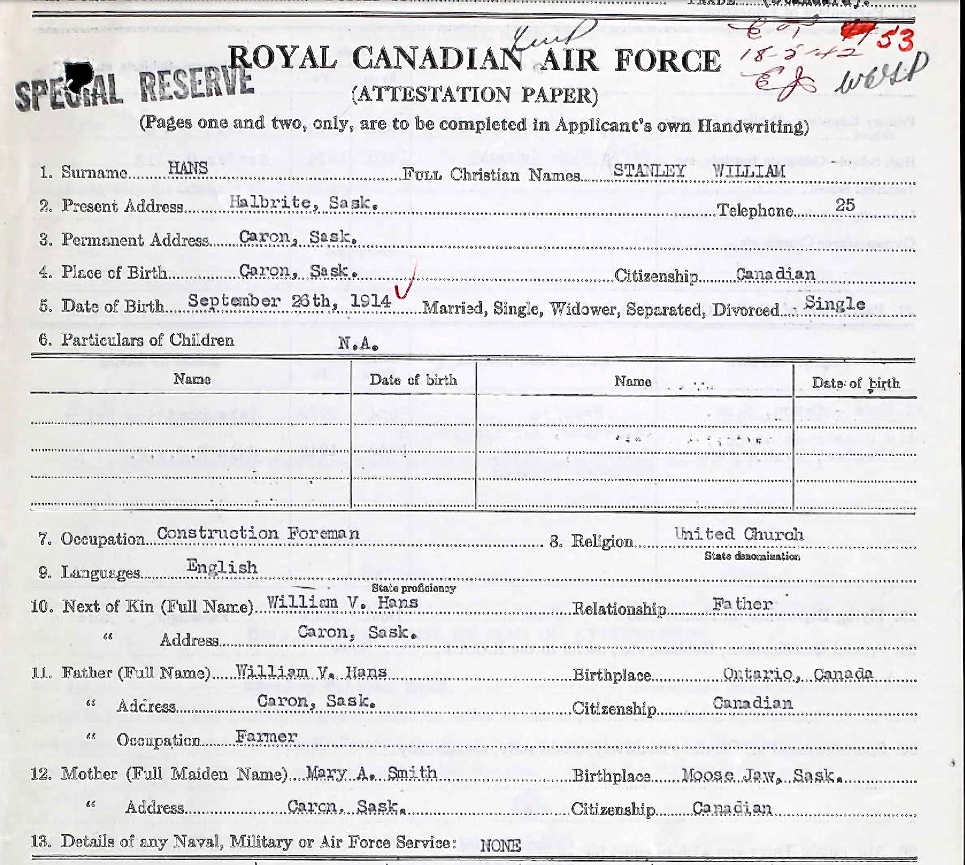 53
18-5-42
SPECIAL RESERVE
ROYAL CANADIAN AIR FORCE
(ATTESTATION PAPER)
(Pages one and two, only, are to be completed in Applicant's own Handwriting)
1. Surname HANS Full Christian Names STANLEY WILLIAM
2. Present Address Halbrite, Sask. Telephone 25
3. Permanent Address Caron, Sask.
4. Place of Birth Caron, Sask. Citizenship Canadian
5. Date of Birth September 26th, 1914 Married, Single, Widower, Separated, Divorced Single
6. Particulars of Children N.A.
Name Date of birth Name Date of birth
7. Occupation Construction Foreman 8. Religion United Church
State denomination
9. Languages English
State proficiency
10. Next of Kin (Full Name) William V. Hans Relationship Father
" Address Caron, Sask.
11. Father (Full Name) William V. Hans Birthplace Ontario, Canada
" Address Caron, Sask. Citizenship Canadian
" Occupation Farmer
12. Mother (Full Maiden Name) Mary A. Smith Birthplace Moose Jaw, Sask.
" Address Caron, Sask. Citizenship Canadian
13. Details of any Naval, Military or Air Force Service: NONE